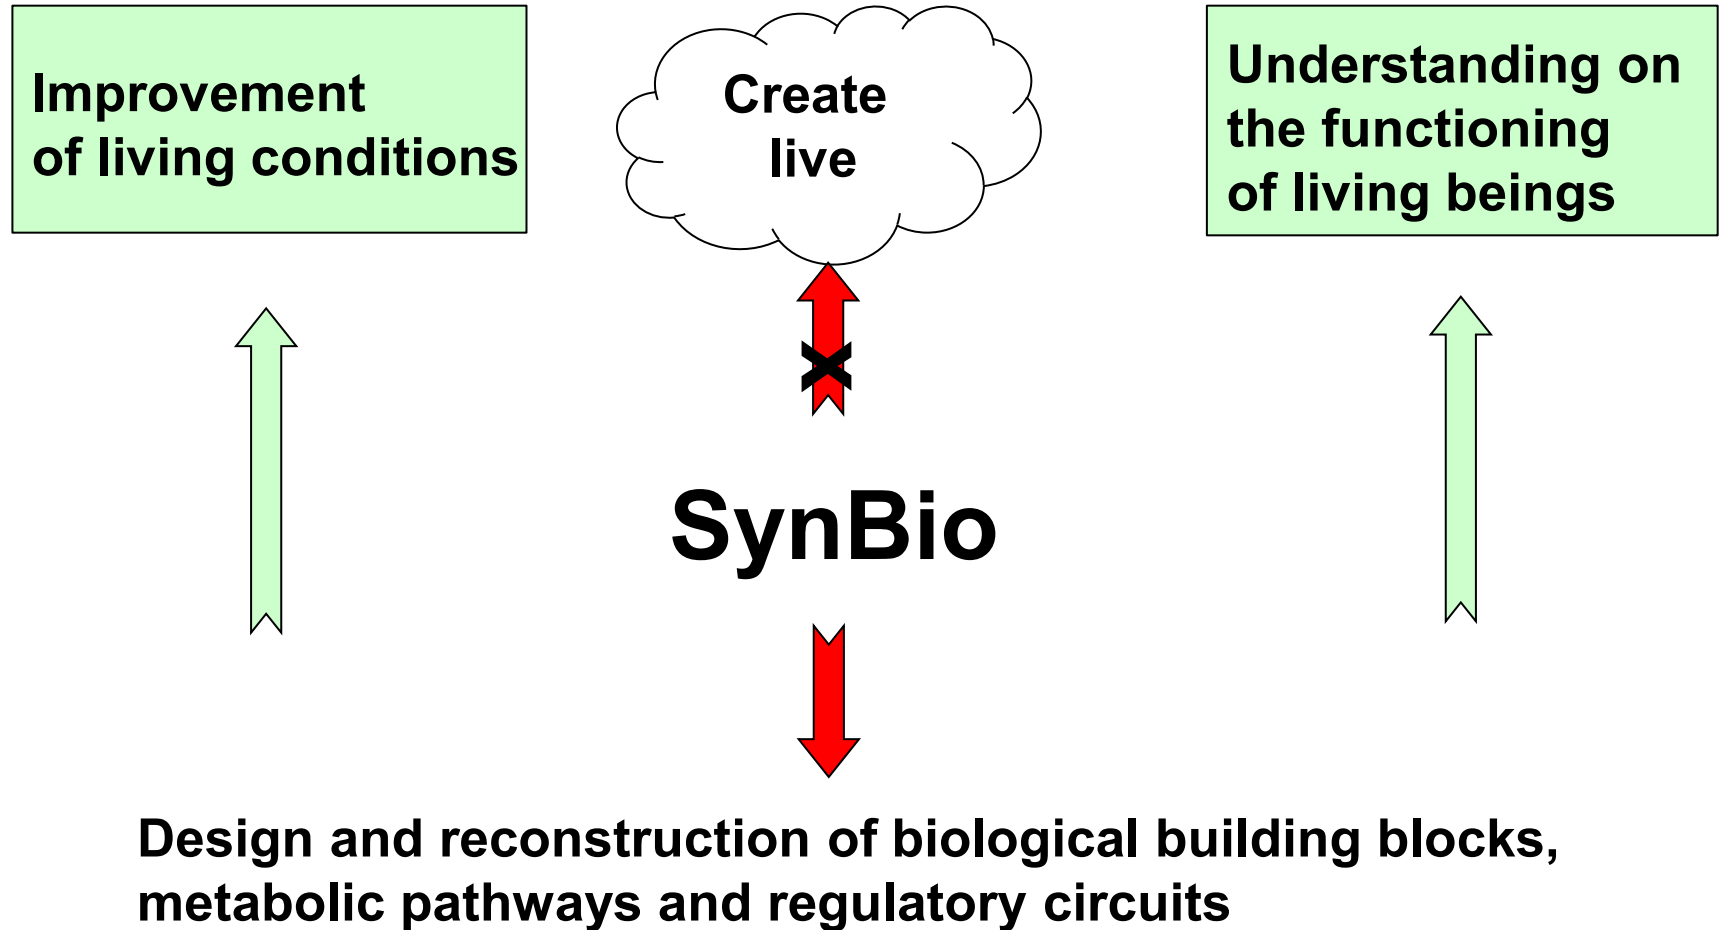 Improvement
of living conditions
Create
live
Understanding on
the functioning
of living beings
SynBio
Design and reconstruction of biological building blocks,
metabolic pathways and regulatory circuits